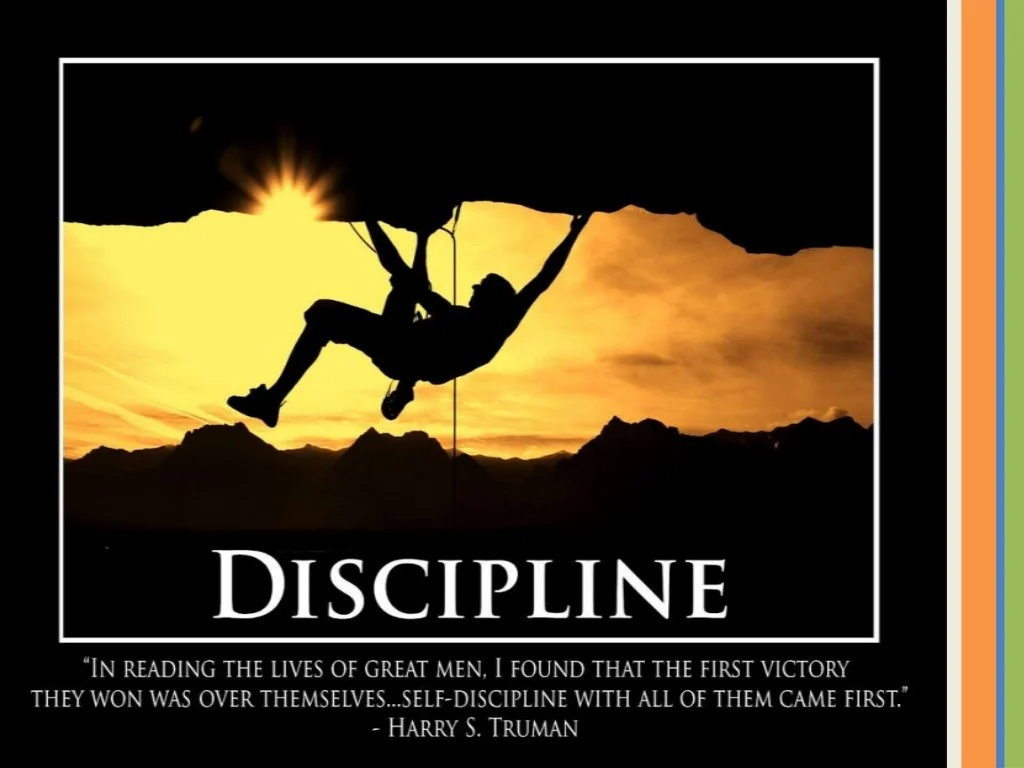 DISCIPLINE
“IN READING THE LIVES OF GREAT MEN, I FOUND THAT THE FIRST VICTORY
THEY WON WAS OVER THEMSELVES...SELF-DISCIPLINE WITH ALL OF THEM CAME FIRST.”
- HARRY S. TRUMAN